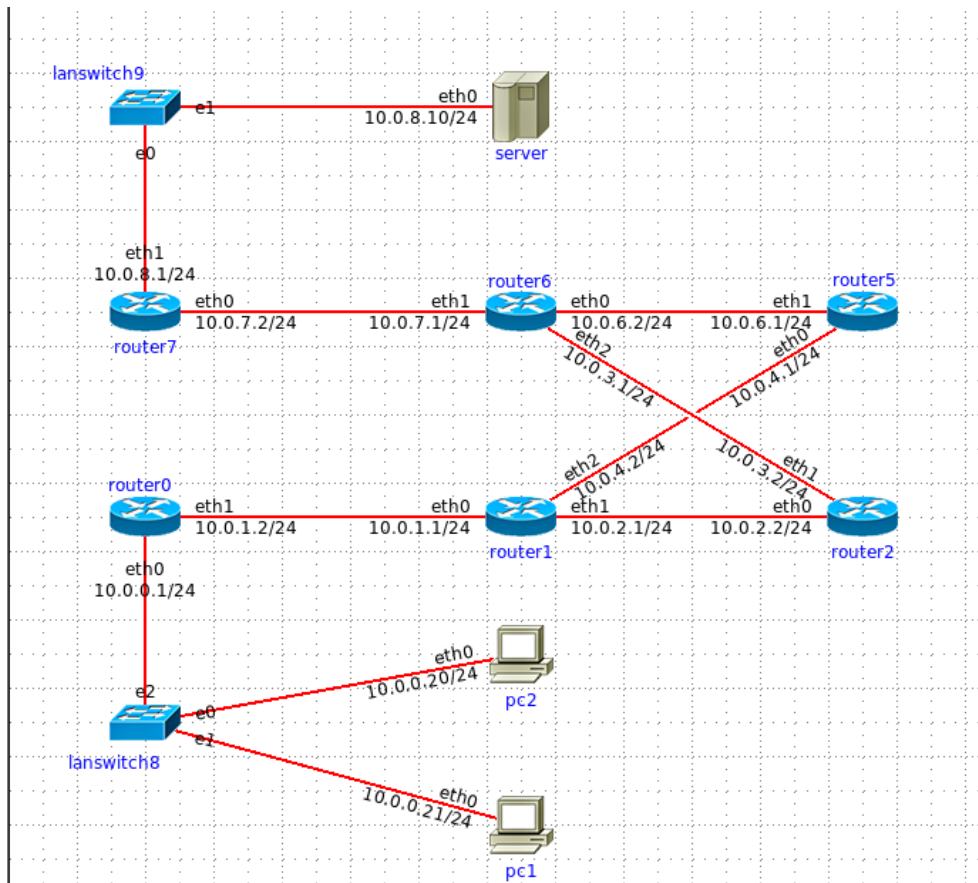 lanswitch9
e1
eth0
10.0.8.10/24
server
e0
eth1
10.0.8.1/24
router7
eth0
10.0.7.2/24
eth1
10.0.7.1/24
router6
eth0
10.0.6.2/24
eth1
10.0.6.1/24
router5
eth2
10.0.3.1/24
eth0
10.0.4.1/24
router0
eth1
10.0.1.2/24
eth0
10.0.1.1/24
eth2
10.0.4.2/24
eth1
10.0.2.1/24
router1
eth1
10.0.3.2/24
eth0
10.0.2.2/24
router2
eth0
10.0.0.1/24
e2
e0
e1
lanswitch8
eth0
10.0.0.20/24
pc2
eth0
10.0.0.21/24
pc1